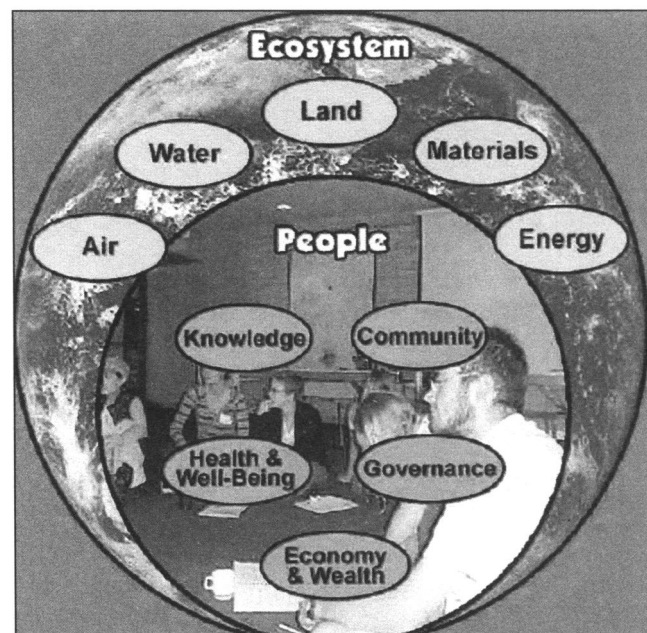 Ecosystem
Land
Water
Materials
Air
Energy
People
Knowledge
Community
Health &
Well-Being
Governance
Economy
& Wealth